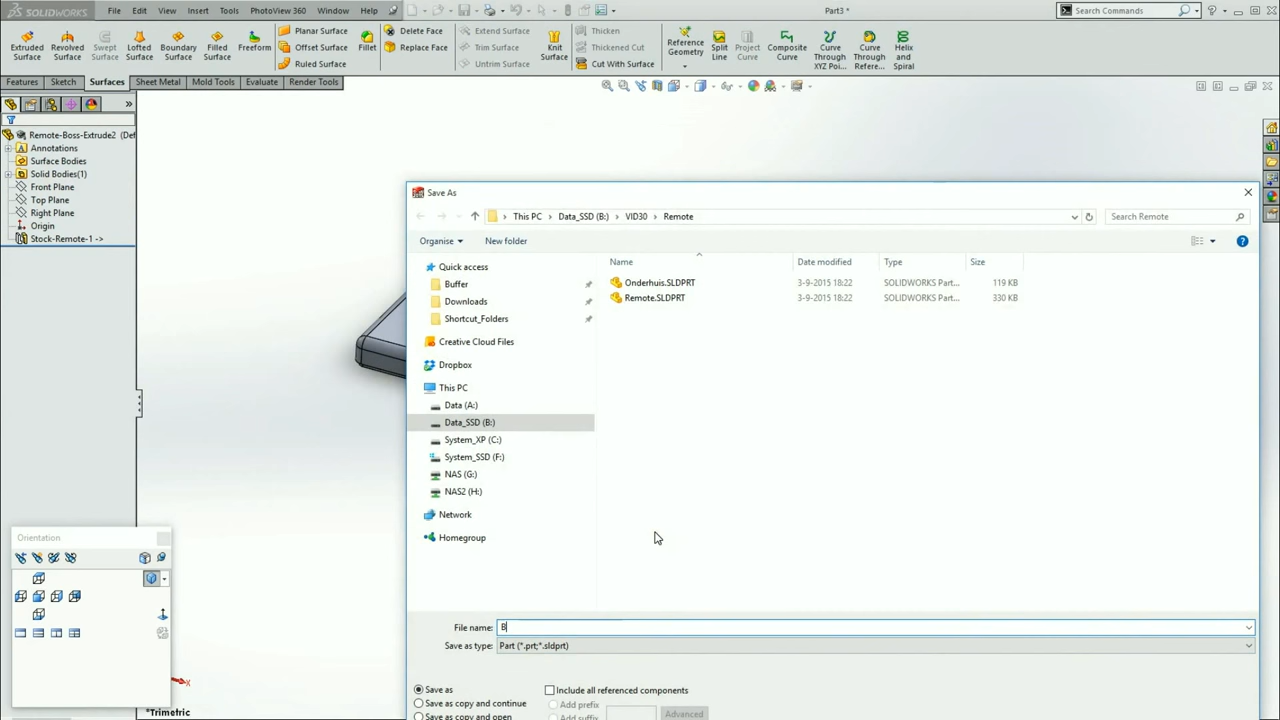 SOLIDWORKS File Edit View Insert Tools PhotoView 360 Window Help Part3 * Search Commands
Extruded Surface
Revolved Surface
Swept Surface
Lofted Surface
Boundary Surface
Filled Surface
Freeform
Planar Surface
Offset Surface
Ruled Surface
Fillet
Delete Face
Replace Face
Knit Surface
Extend Surface
Trim Surface
Untrim Surface
Thicken
Thickened Cut
Cut With Surface
Reference Geometry
Split Line
Project Curve
Composite Curve
Curve Through XYZ Poi...
Curve Through Refere...
Helix and Spiral
Features Sketch Surfaces Sheet Metal Mold Tools Evaluate Render Tools
Remote-Boss-Extrude2 (Def
Annotations
Surface Bodies
Solid Bodies(1)
Front Plane
Top Plane
Right Plane
Origin
Stock-Remote-1 ->
Save As
This PC > Data_SSD (B:) > VID30 > Remote
Search Remote
Organise New folder
Name Date modified Type Size
Onderhuis.SLDPRT 3-9-2015 18:22 SOLIDWORKS Part... 119 KB
Remote.SLDPRT 3-9-2015 18:22 SOLIDWORKS Part... 330 KB
Quick access
Buffer
Downloads
Shortcut_Folders
Creative Cloud Files
Dropbox
This PC
Data (A:)
Data_SSD (B:)
System_XP (C:)
System_SSD (F:)
NAS (G:)
NAS2 (H:)
Network
Homegroup
File name: B
Save as type: Part (*.prt;*.sldprt)
Save as
Save as copy and continue
Save as copy and open
Include all referenced components
Add prefix
Add suffix
Advanced
Orientation
X
*Trimetric